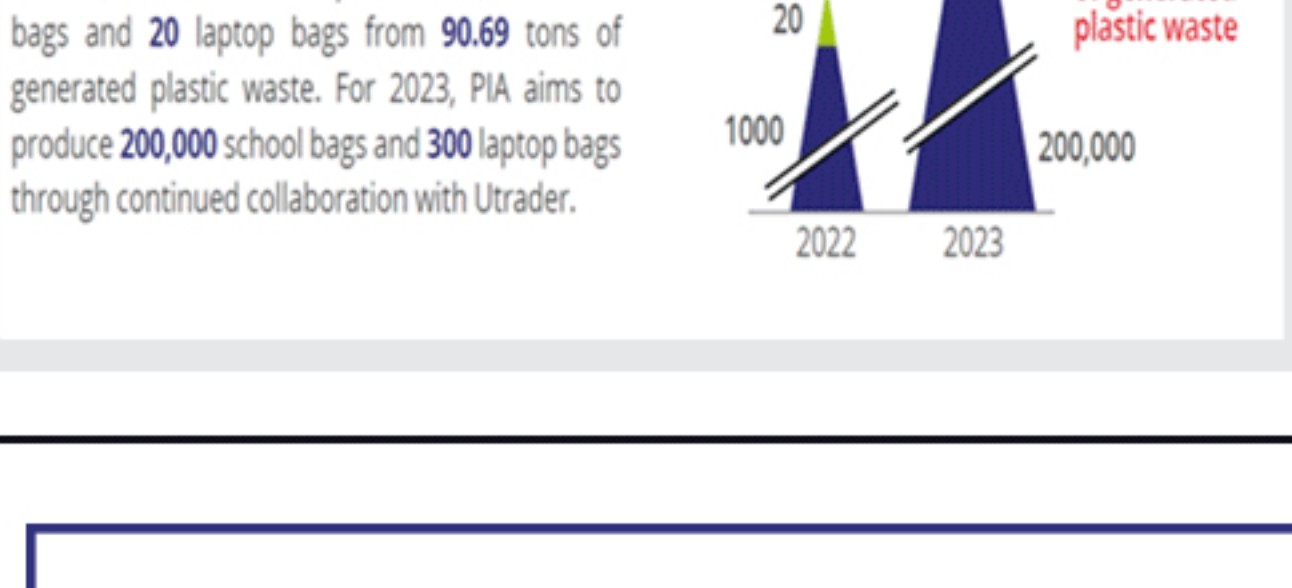 bags and 20 laptop bags from 90.69 tons of
generated plastic waste. For 2023, PIA aims to
produce 200,000 school bags and 300 laptop bags
through continued collaboration with Utrader.
20
1000
plastic waste
200,000
2022
2023